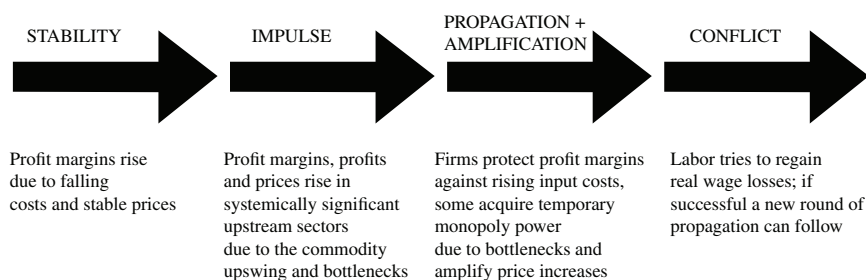 STABILITY
IMPULSE
PROPAGATION +
AMPLIFICATION
CONFLICT
Profit margins rise
due to falling
costs and stable prices
Profit margins, profits
and prices rise in
systemically significant
upstream sectors
due to the commodity
upswing and bottlenecks
Firms protect profit margins
against rising input costs,
some acquire temporary
monopoly power
due to bottlenecks and
amplify price increases
Labor tries to regain
real wage losses; if
successful a new round of
propagation can follow